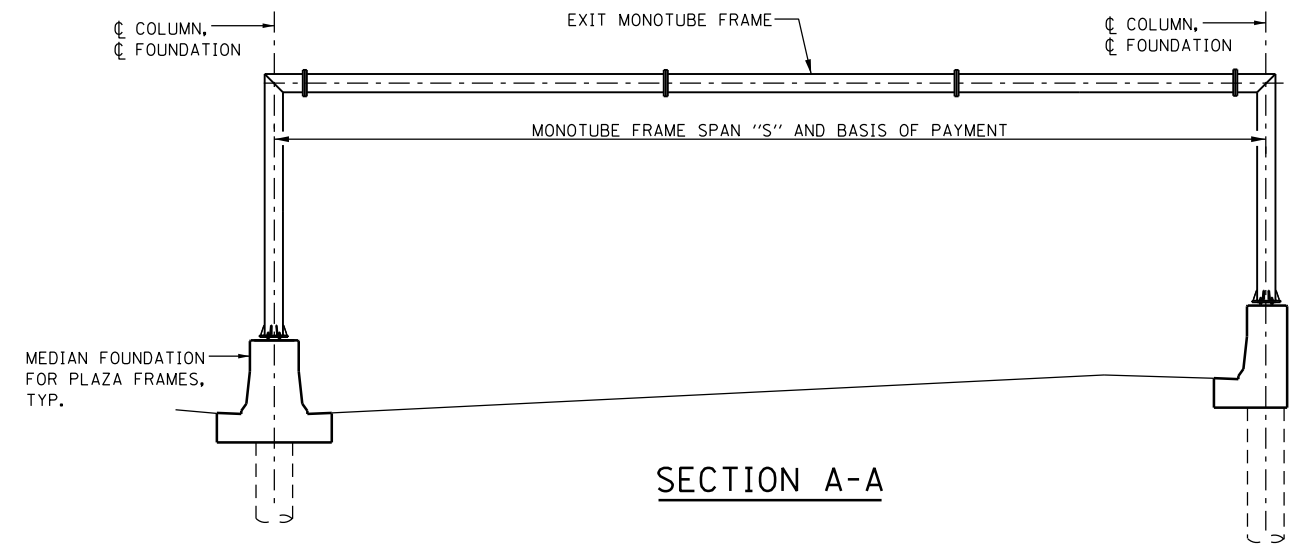 ℄ COLUMN,
℄ FOUNDATION
EXIT MONOTUBE FRAME
℄ COLUMN,
℄ FOUNDATION
MONOTUBE FRAME SPAN "S" AND BASIS OF PAYMENT
MEDIAN FOUNDATION
FOR PLAZA FRAMES,
TYP.
SECTION A-A